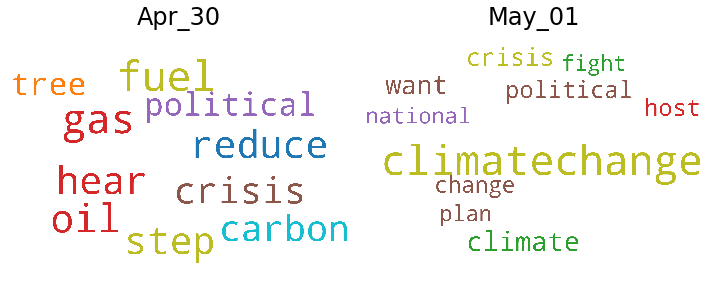 Apr_30
tree
fuel
political
gas
reduce
hear
crisis
oil
carbon
step
May_01
crisis
fight
want
political
host
national
climatechange
change
plan
climate